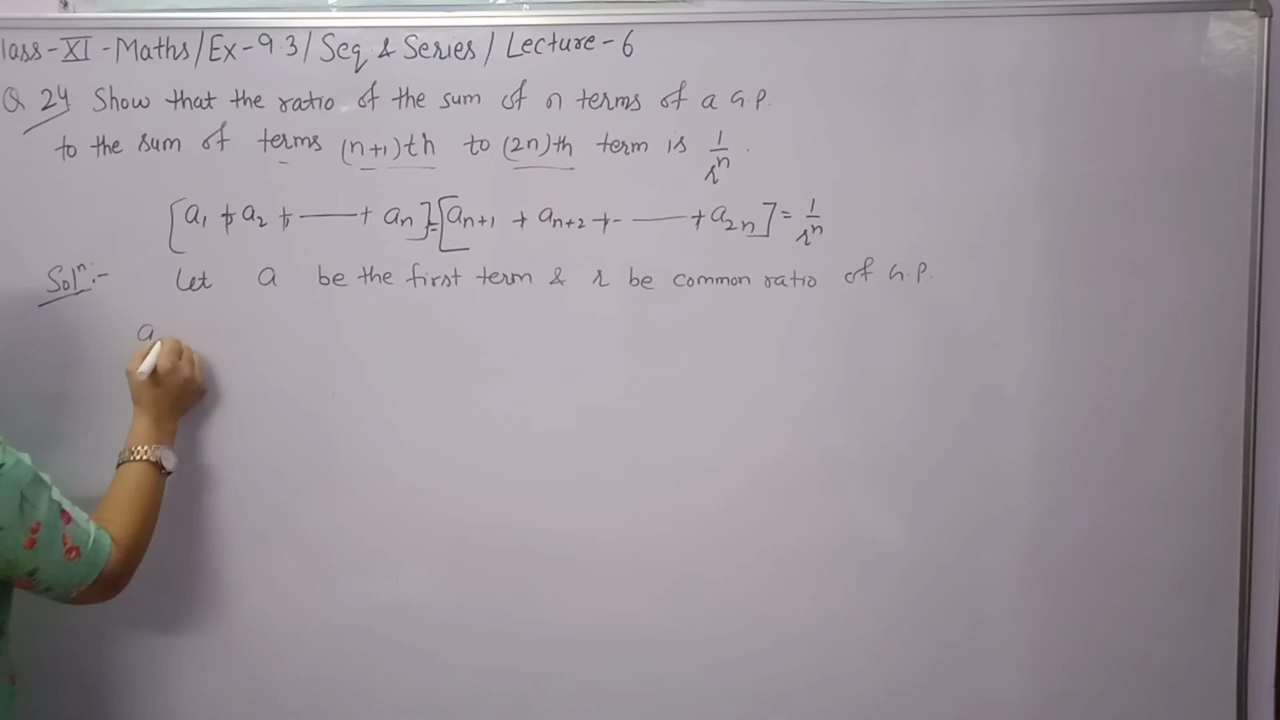 lass-XI-Maths/Ex-9.3/Seq & Series/Lecture-6
Q 24 Show that the ratio of the sum of n terms of a G.P.
to the sum of terms (n+1)th to (2n)th term is 1/rⁿ.
[a₁ + a₂ + —— + aₙ]÷[aₙ₊₁ + aₙ₊₂ + - —— + a₂ₙ] = 1/rⁿ
Solⁿ:- Let a be the first term & r be common ratio of G.P.
a